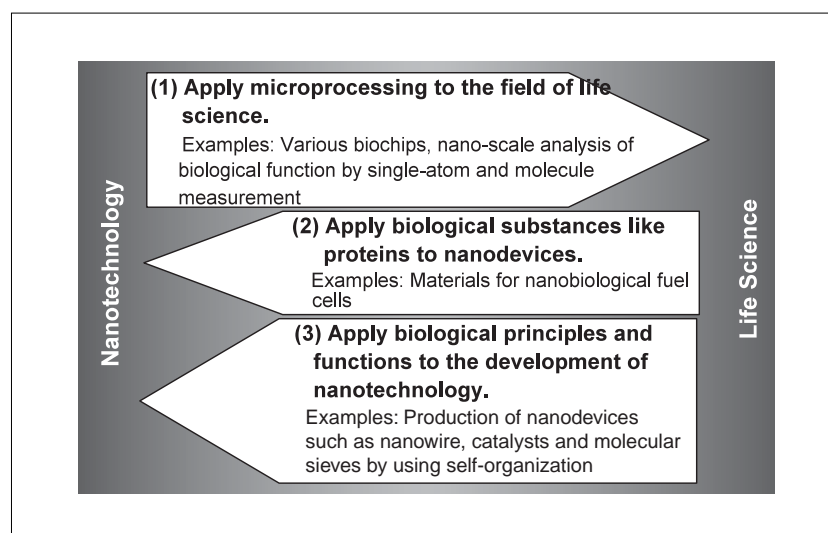 Nanotechnology
(1) Apply microprocessing to the field of life
science.
Examples: Various biochips, nano-scale analysis of
biological function by single-atom and molecule
measurement
(2) Apply biological substances like
proteins to nanodevices.
Examples: Materials for nanobiological fuel
cells
(3) Apply biological principles and
functions to the development of
nanotechnology.
Examples: Production of nanodevices
such as nanowire, catalysts and molecular
sieves by using self-organization
Life Science